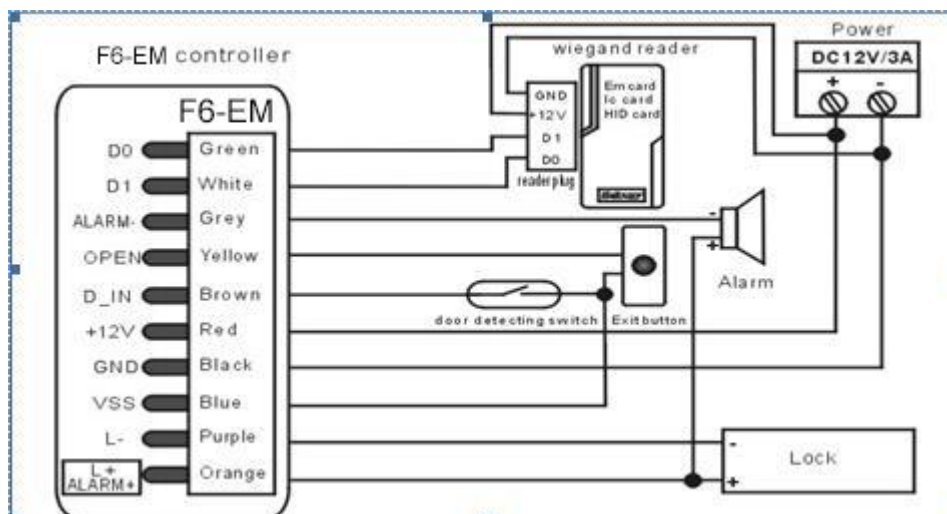 F6-EM controller
F6-EM
D0 Green
D1 White
ALARM- Grey
OPEN Yellow
D_IN Brown
+12V Red
GND Black
VSS Blue
L- Purple
L+
ALARM+
Orange
wiegand reader
GND
+12V
D1
D0
reader plug
Em card
Ic card
HID card
Power
DC12V/3A
+ -
-
+
Alarm
door detecting switch
Exit button
-
+
Lock